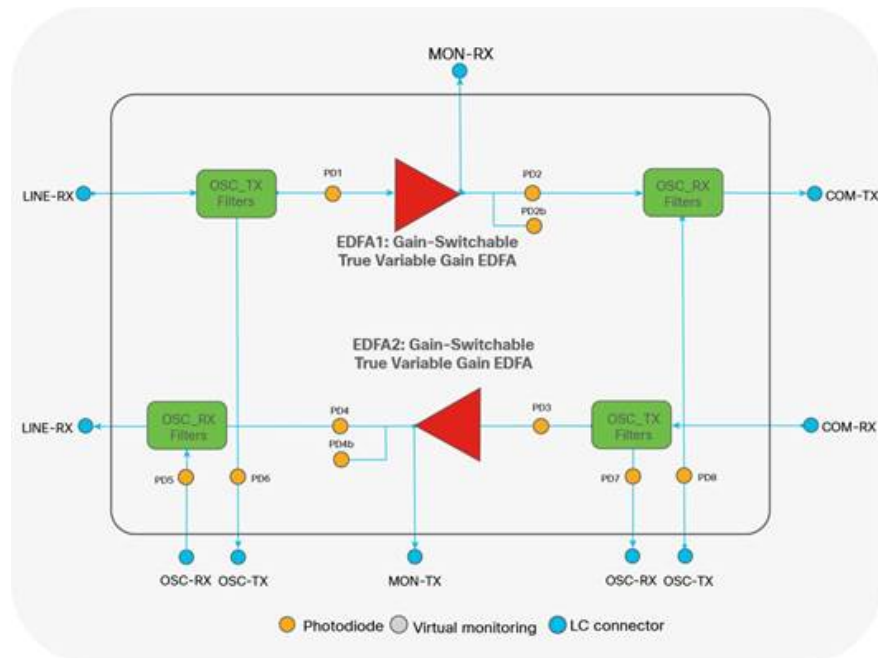 MON-RX
LINE-RX
OSC_TX
Filters
PD1
PD2
PD2b
OSC_RX
Filters
COM-TX
EDFA1: Gain-Switchable
True Variable Gain EDFA
EDFA2: Gain-Switchable
True Variable Gain EDFA
LINE-RX
OSC_RX
Filters
PD4
PD4b
PD3
OSC_TX
Filters
COM-RX
PD5
PD6
PD7
PD8
OSC-RX
OSC-TX
MON-TX
OSC-RX
OSC-TX
Photodiode
Virtual monitoring
LC connector